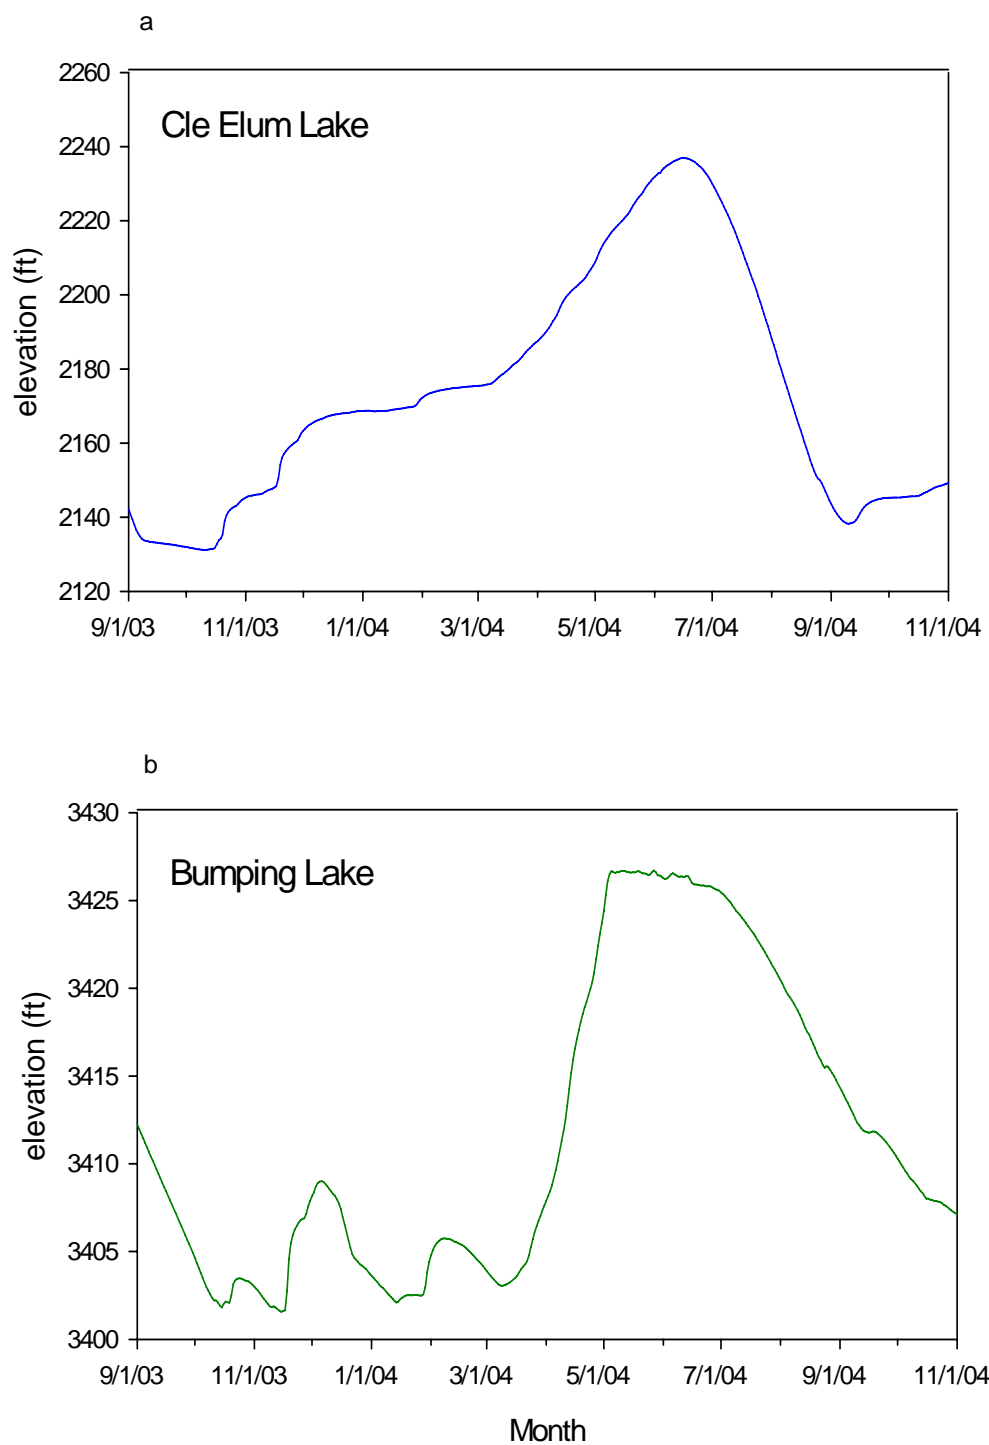 a
2260
Cle Elum Lake
2240
2220
2200
2180
2160
2140
2120
elevation (ft)
9/1/03 11/1/03 1/1/04 3/1/04 5/1/04 7/1/04 9/1/04 11/1/04
b
3430
Bumping Lake
3425
3420
3415
3410
3405
3400
elevation (ft)
9/1/03 11/1/03 1/1/04 3/1/04 5/1/04 7/1/04 9/1/04 11/1/04
Month